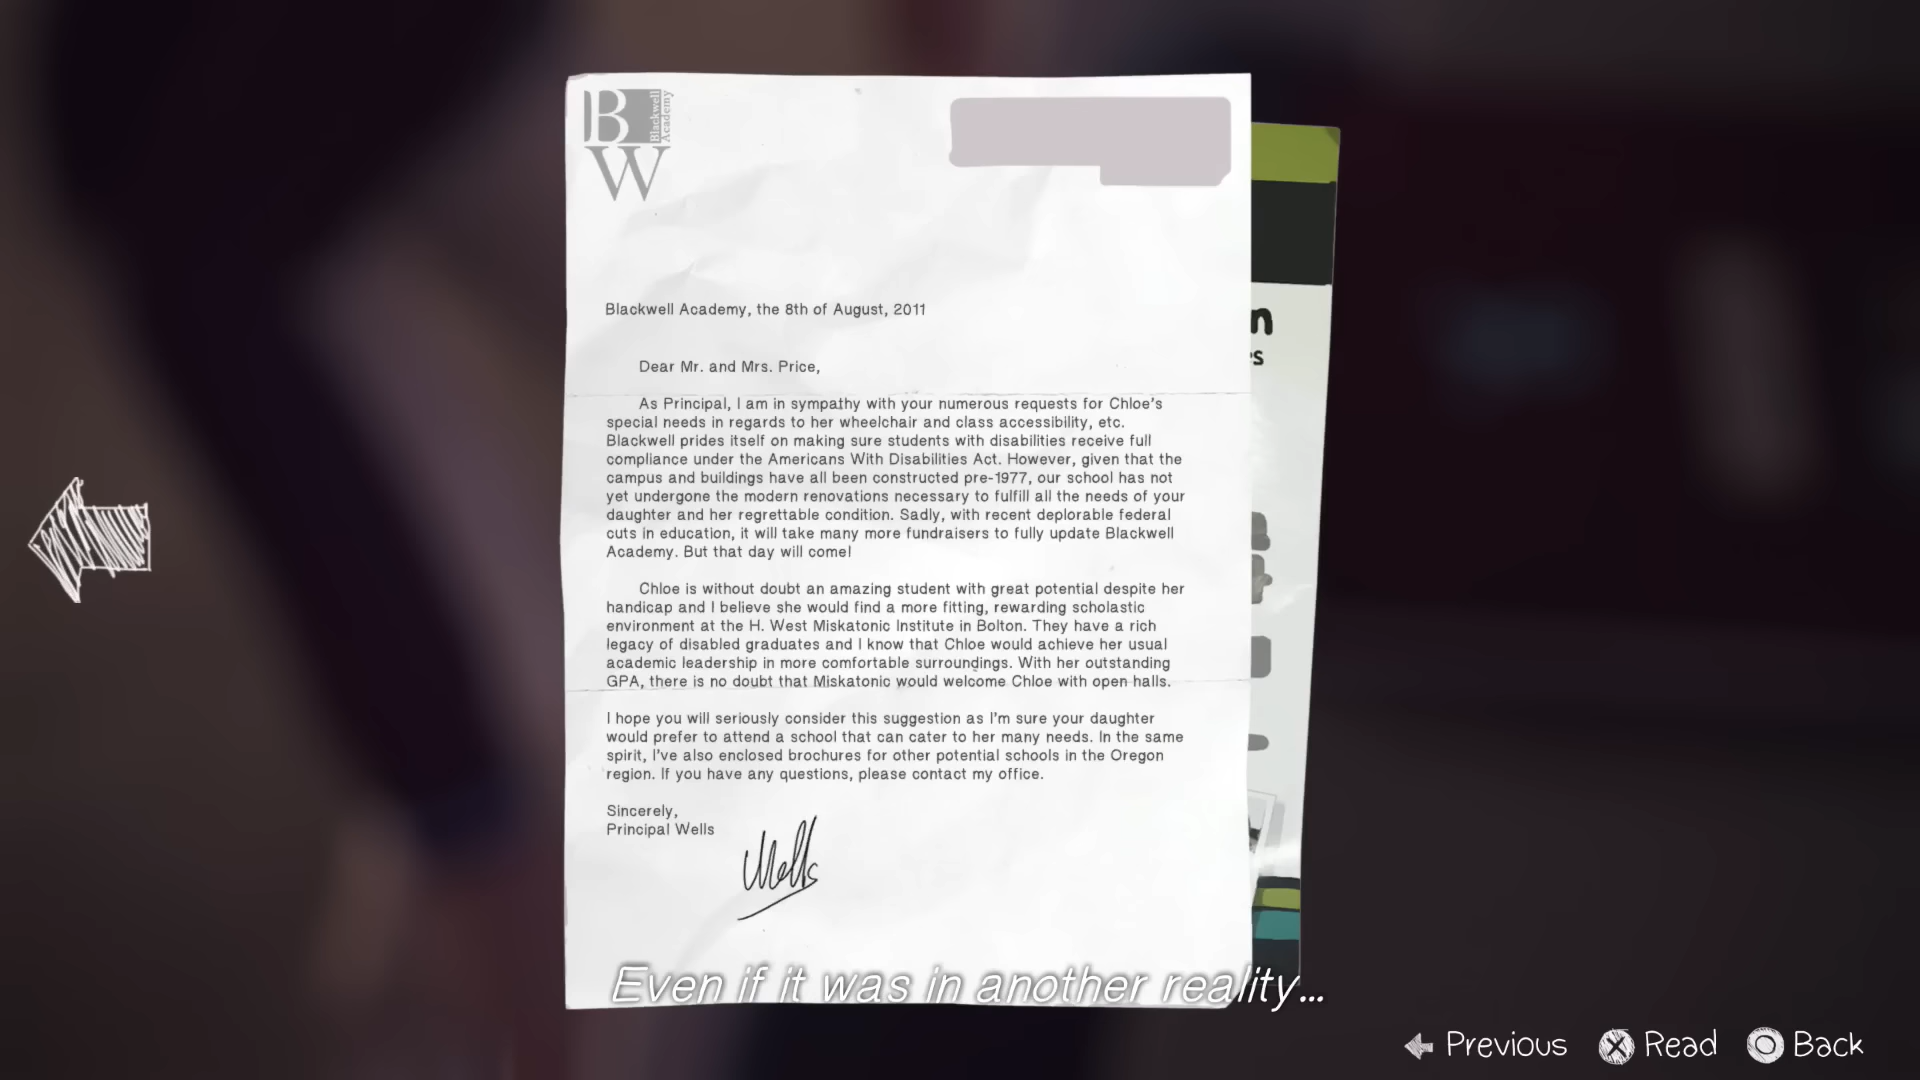 B
Blackwell
Academy
W
Blackwell Academy, the 8th of August, 2011
Dear Mr. and Mrs. Price,
As Principal, I am in sympathy with your numerous requests for Chloe's
special needs in regards to her wheelchair and class accessibility, etc.
Blackwell prides itself on making sure students with disabilities receive full
compliance under the Americans With Disabilities Act. However, given that the
campus and buildings have all been constructed pre-1977, our school has not
yet undergone the modern renovations necessary to fulfill all the needs of your
daughter and her regrettable condition. Sadly, with recent deplorable federal
cuts in education, it will take many more fundraisers to fully update Blackwell
Academy. But that day will come!
Chloe is without doubt an amazing student with great potential despite her
handicap and I believe she would find a more fitting, rewarding scholastic
environment at the H. West Miskatonic Institute in Bolton. They have a rich
legacy of disabled graduates and I know that Chloe would achieve her usual
academic leadership in more comfortable surroundings. With her outstanding
GPA, there is no doubt that Miskatonic would welcome Chloe with open halls.
I hope you will seriously consider this suggestion as I'm sure your daughter
would prefer to attend a school that can cater to her many needs. In the same
spirit, I've also enclosed brochures for other potential schools in the Oregon
region. If you have any questions, please contact my office.
Sincerely,
Principal Wells
Wells
n
es
Even if it was in another reality...
Previous
Read
Back